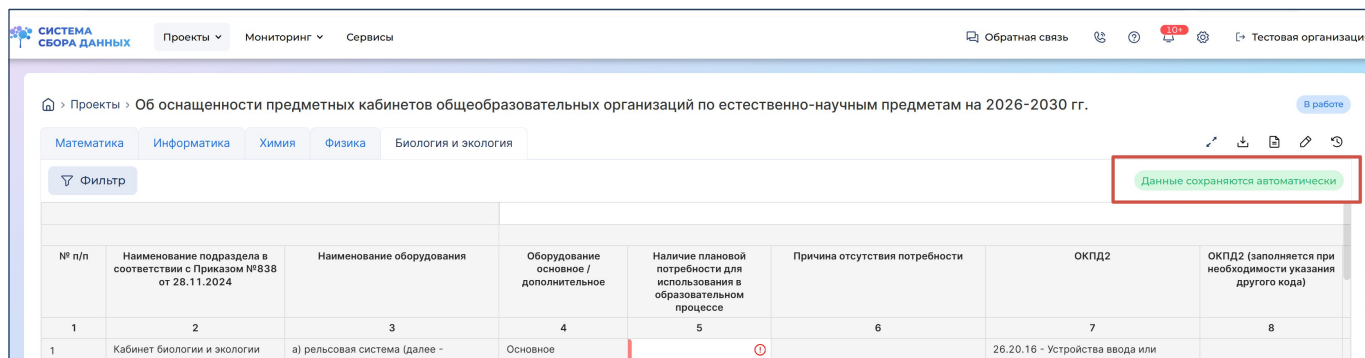 СИСТЕМА
СБОРА ДАННЫХ
Проекты
Мониторинг
Сервисы
Обратная связь
10+
Тестовая организаци
Проекты › Об оснащенности предметных кабинетов общеобразовательных организаций по естественно-научным предметам на 2026-2030 гг.
В работе
Математика
Информатика
Химия
Физика
Биология и экология
Фильтр
Данные сохраняются автоматически
№ п/п
Наименование подраздела в
соответствии с Приказом №838
от 28.11.2024
Наименование оборудования
Оборудование
основное /
дополнительное
Наличие плановой
потребности для
использования в
образовательном
процессе
Причина отсутствия потребности
ОКПД2
ОКПД2 (заполняется при
необходимости указания
другого кода)
1
2
3
4
5
6
7
8
1
Кабинет биологии и экологии
а) рельсовая система (далее -
Основное
26.20.16 - Устройства ввода или